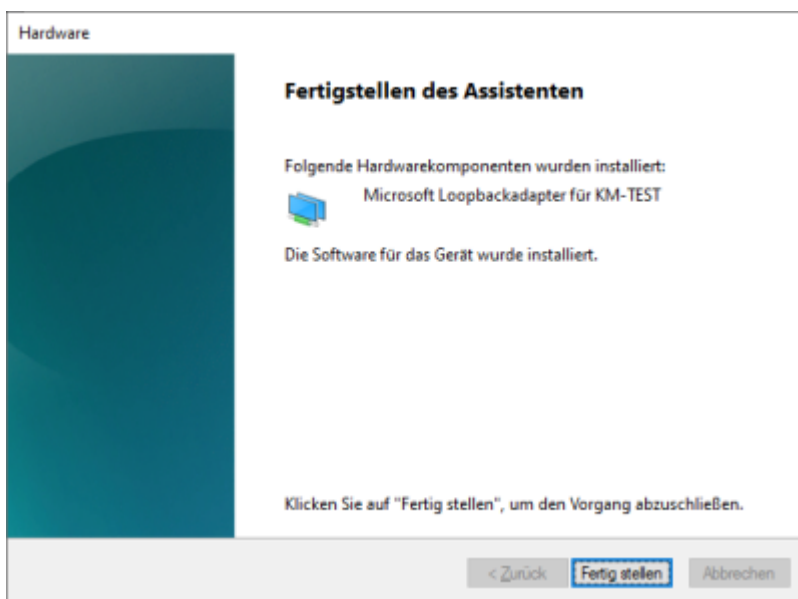 Hardware
Fertigstellen des Assistenten
Folgende Hardwarekomponenten wurden installiert:
Microsoft Loopbackadapter für KM-TEST
Die Software für das Gerät wurde installiert.
Klicken Sie auf "Fertig stellen", um den Vorgang abzuschließen.
< Zurück Fertig stellen Abbrechen